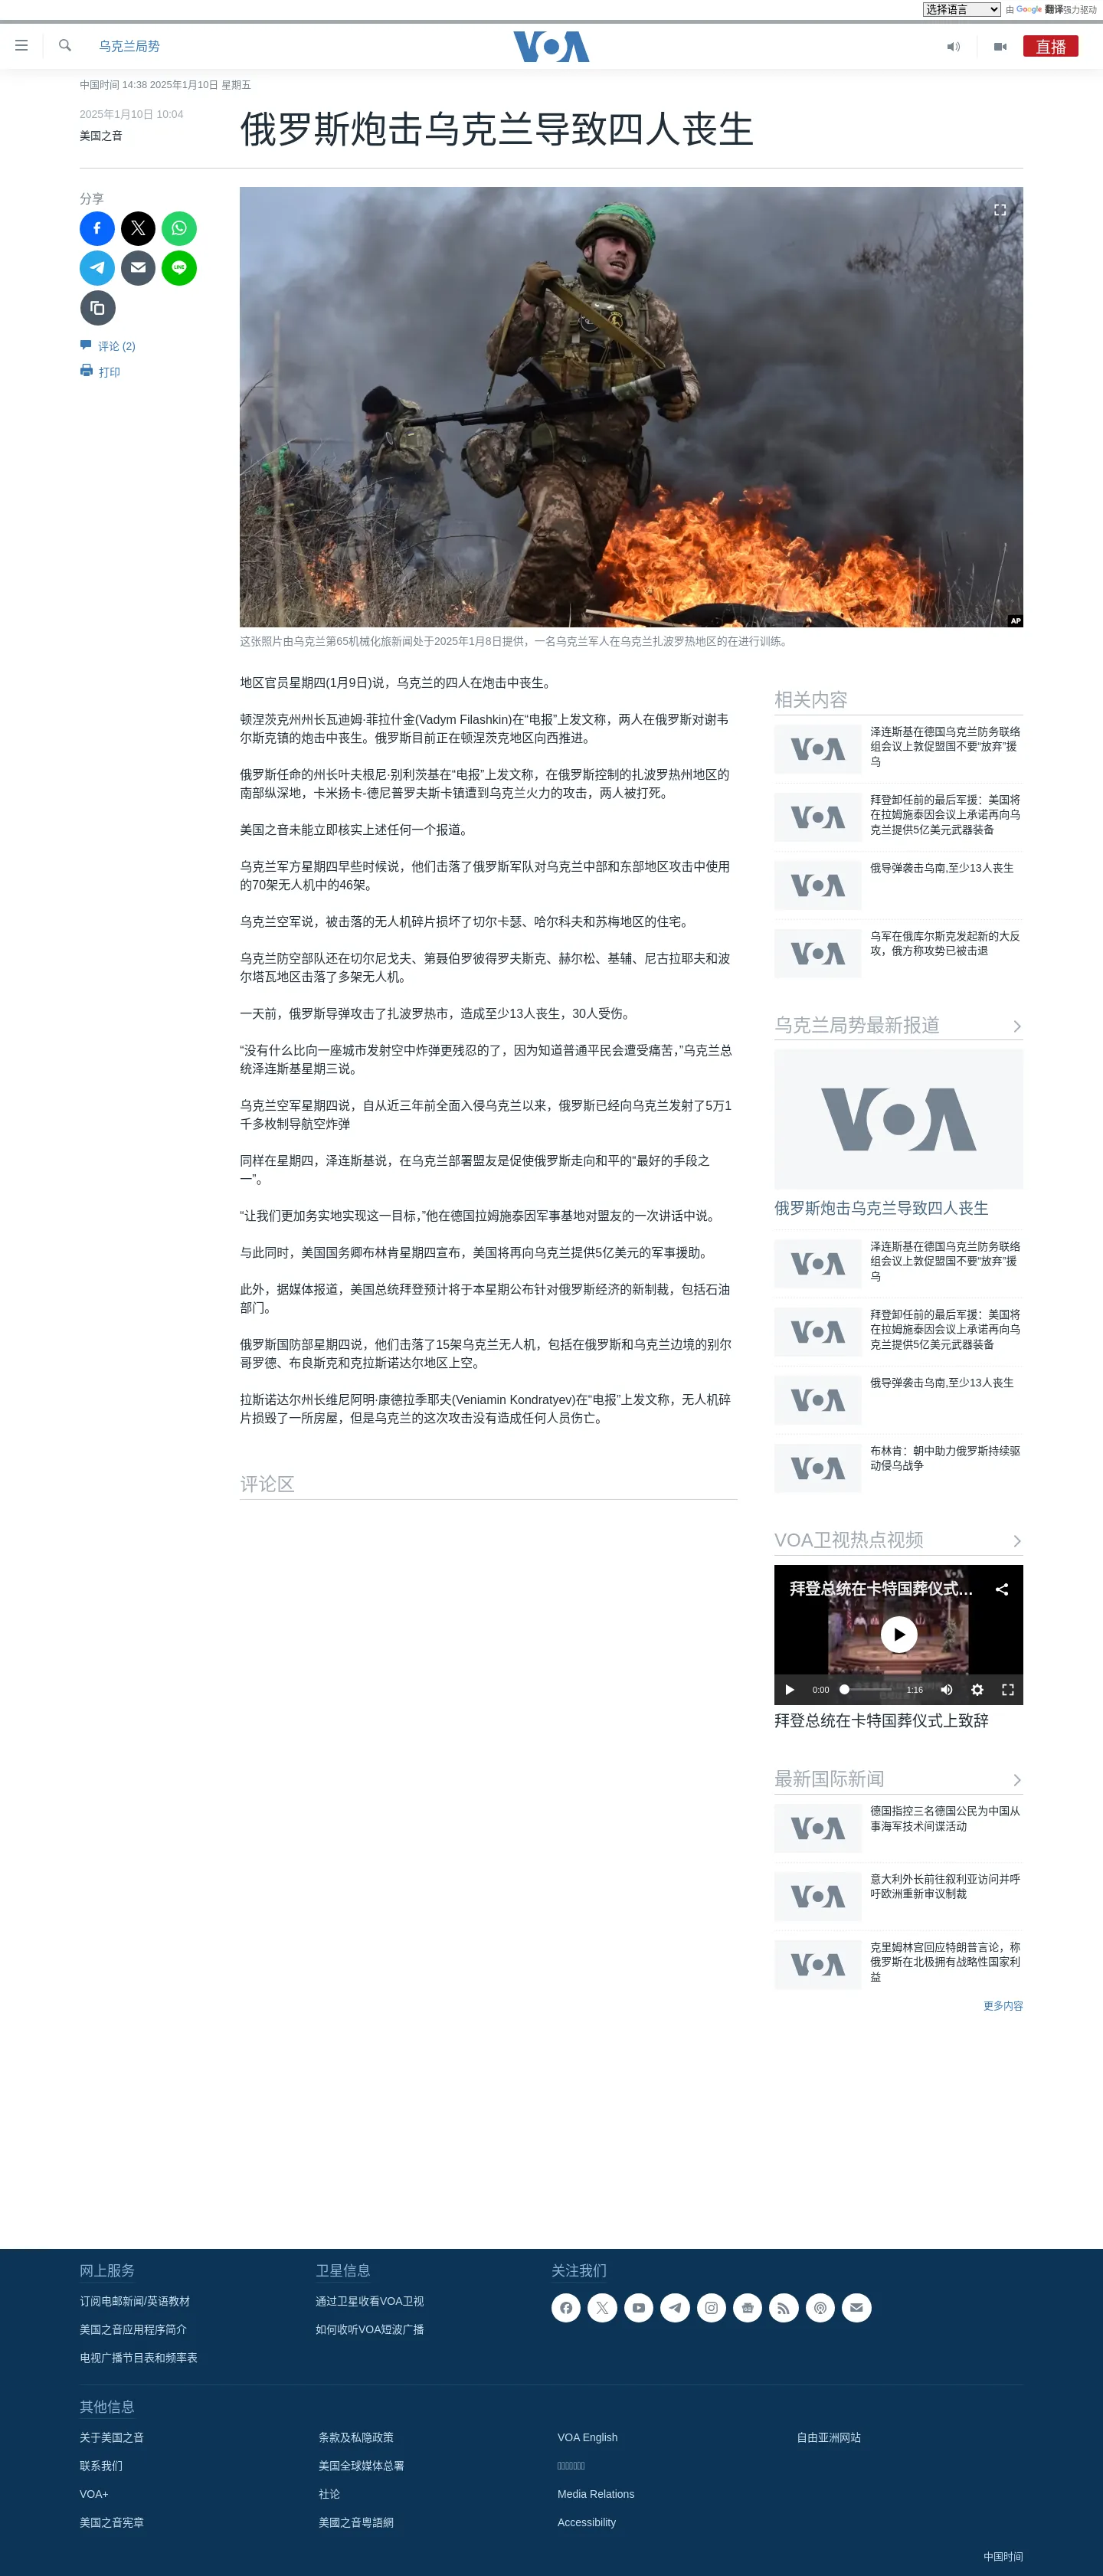 选择语言
由 Google 翻译强力驱动
乌克兰局势
VOA
直播
中国时间 14:38 2025年1月10日 星期五
2025年1月10日 10:04
美国之音
俄罗斯炮击乌克兰导致四人丧生
分享
评论 (2)
打印
AP
这张照片由乌克兰第65机械化旅新闻处于2025年1月8日提供，一名乌克兰军人在乌克兰扎波罗热地区的在进行训练。
地区官员星期四(1月9日)说，乌克兰的四人在炮击中丧生。
顿涅茨克州州长瓦迪姆·菲拉什金(Vadym Filashkin)在“电报”上发文称，两人在俄罗斯对谢韦
尔斯克镇的炮击中丧生。俄罗斯目前正在顿涅茨克地区向西推进。
俄罗斯任命的州长叶夫根尼·别利茨基在“电报”上发文称，在俄罗斯控制的扎波罗热州地区的
南部纵深地，卡米扬卡-德尼普罗夫斯卡镇遭到乌克兰火力的攻击，两人被打死。
美国之音未能立即核实上述任何一个报道。
乌克兰军方星期四早些时候说，他们击落了俄罗斯军队对乌克兰中部和东部地区攻击中使用
的70架无人机中的46架。
乌克兰空军说，被击落的无人机碎片损坏了切尔卡瑟、哈尔科夫和苏梅地区的住宅。
乌克兰防空部队还在切尔尼戈夫、第聂伯罗彼得罗夫斯克、赫尔松、基辅、尼古拉耶夫和波
尔塔瓦地区击落了多架无人机。
一天前，俄罗斯导弹攻击了扎波罗热市，造成至少13人丧生，30人受伤。
“没有什么比向一座城市发射空中炸弹更残忍的了，因为知道普通平民会遭受痛苦，”乌克兰总
统泽连斯基星期三说。
乌克兰空军星期四说，自从近三年前全面入侵乌克兰以来，俄罗斯已经向乌克兰发射了5万1
千多枚制导航空炸弹
同样在星期四，泽连斯基说，在乌克兰部署盟友是促使俄罗斯走向和平的“最好的手段之
一”。
“让我们更加务实地实现这一目标，”他在德国拉姆施泰因军事基地对盟友的一次讲话中说。
与此同时，美国国务卿布林肯星期四宣布，美国将再向乌克兰提供5亿美元的军事援助。
此外，据媒体报道，美国总统拜登预计将于本星期公布针对俄罗斯经济的新制裁，包括石油
部门。
俄罗斯国防部星期四说，他们击落了15架乌克兰无人机，包括在俄罗斯和乌克兰边境的别尔
哥罗德、布良斯克和克拉斯诺达尔地区上空。
拉斯诺达尔州长维尼阿明·康德拉季耶夫(Veniamin Kondratyev)在“电报”上发文称，无人机碎
片损毁了一所房屋，但是乌克兰的这次攻击没有造成任何人员伤亡。
评论区
相关内容
VOA
泽连斯基在德国乌克兰防务联络
组会议上敦促盟国不要“放弃”援
乌
VOA
拜登卸任前的最后军援：美国将
在拉姆施泰因会议上承诺再向乌
克兰提供5亿美元武器装备
VOA
俄导弹袭击乌南,至少13人丧生
VOA
乌军在俄库尔斯克发起新的大反
攻，俄方称攻势已被击退
乌克兰局势最新报道
VOA
俄罗斯炮击乌克兰导致四人丧生
VOA
泽连斯基在德国乌克兰防务联络
组会议上敦促盟国不要“放弃”援
乌
VOA
拜登卸任前的最后军援：美国将
在拉姆施泰因会议上承诺再向乌
克兰提供5亿美元武器装备
VOA
俄导弹袭击乌南,至少13人丧生
VOA
布林肯：朝中助力俄罗斯持续驱
动侵乌战争
VOA卫视热点视频
拜登总统在卡特国葬仪式…
VOA
0:00
1:16
拜登总统在卡特国葬仪式上致辞
最新国际新闻
VOA
德国指控三名德国公民为中国从
事海军技术间谍活动
VOA
意大利外长前往叙利亚访问并呼
吁欧洲重新审议制裁
VOA
克里姆林宫回应特朗普言论，称
俄罗斯在北极拥有战略性国家利
益
更多内容
网上服务
订阅电邮新闻/英语教材
美国之音应用程序简介
电视广播节目表和频率表
卫星信息
通过卫星收看VOA卫视
如何收听VOA短波广播
关注我们
其他信息
关于美国之音
联系我们
VOA+
美国之音宪章
条款及私隐政策
美国全球媒体总署
社论
美國之音粵語網
VOA English
Media Relations
Accessibility
自由亚洲网站
中国时间